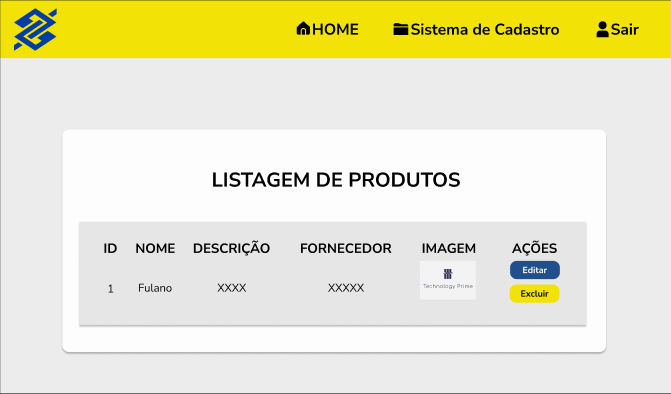 HOME Sistema de Cadastro Sair
LISTAGEM DE PRODUTOS
ID NOME DESCRIÇÃO FORNECEDOR IMAGEM AÇÕES
1 Fulano XXXX XXXXX Technology Prime Editar
Excluir